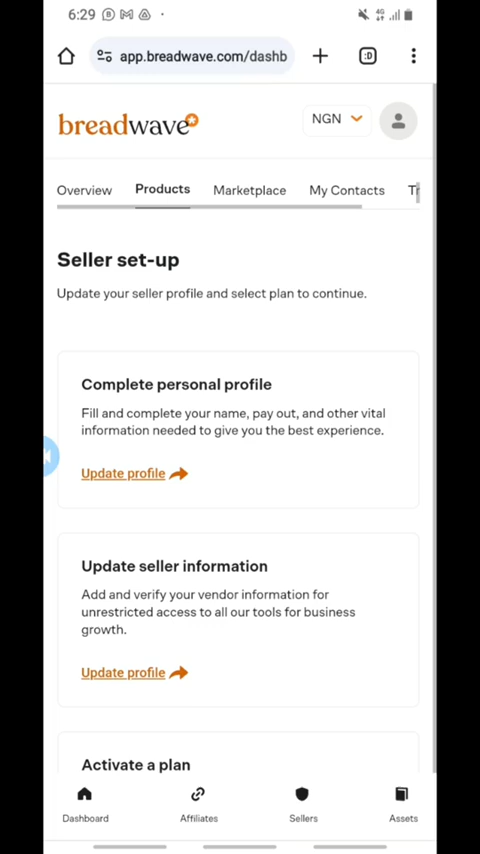 6:29
4G
:D
app.breadwave.com/dashb
breadwave
NGN
Overview Products Marketplace My Contacts Tr
Seller set-up
Update your seller profile and select plan to continue.
Complete personal profile
Fill and complete your name, pay out, and other vital
information needed to give you the best experience.
Update profile
Update seller information
Add and verify your vendor information for
unrestricted access to all our tools for business
growth.
Update profile
Activate a plan
Dashboard Affiliates Sellers Assets